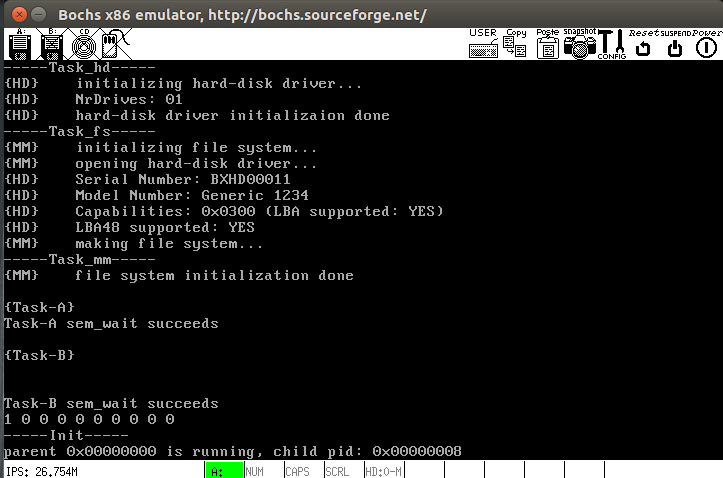 Bochs x86 emulator, http://bochs.sourceforge.net/
A: B: CD USER Copy Paste snapshot CONFIG Reset SUSPEND Power
-----Task_hd-----
{HD} initializing hard-disk driver...
{HD} NrDrives: 01
{HD} hard-disk driver initializaion done
-----Task_fs-----
{MM} initializing file system...
{MM} opening hard-disk driver...
{HD} Serial Number: BXHD00011
{HD} Model Number: Generic 1234
{HD} Capabilities: 0x0300 (LBA supported: YES)
{HD} LBA48 supported: YES
{MM} making file system...
-----Task_mm-----
{MM} file system initialization done
{Task-A}
Task-A sem_wait succeeds
{Task-B}
Task-B sem_wait succeeds
1 0 0 0 0 0 0 0 0 0
-----Init-----
parent 0x00000000 is running, child pid: 0x00000008
IPS: 26.754M A: NUM CAPS SCRL HD:0-M